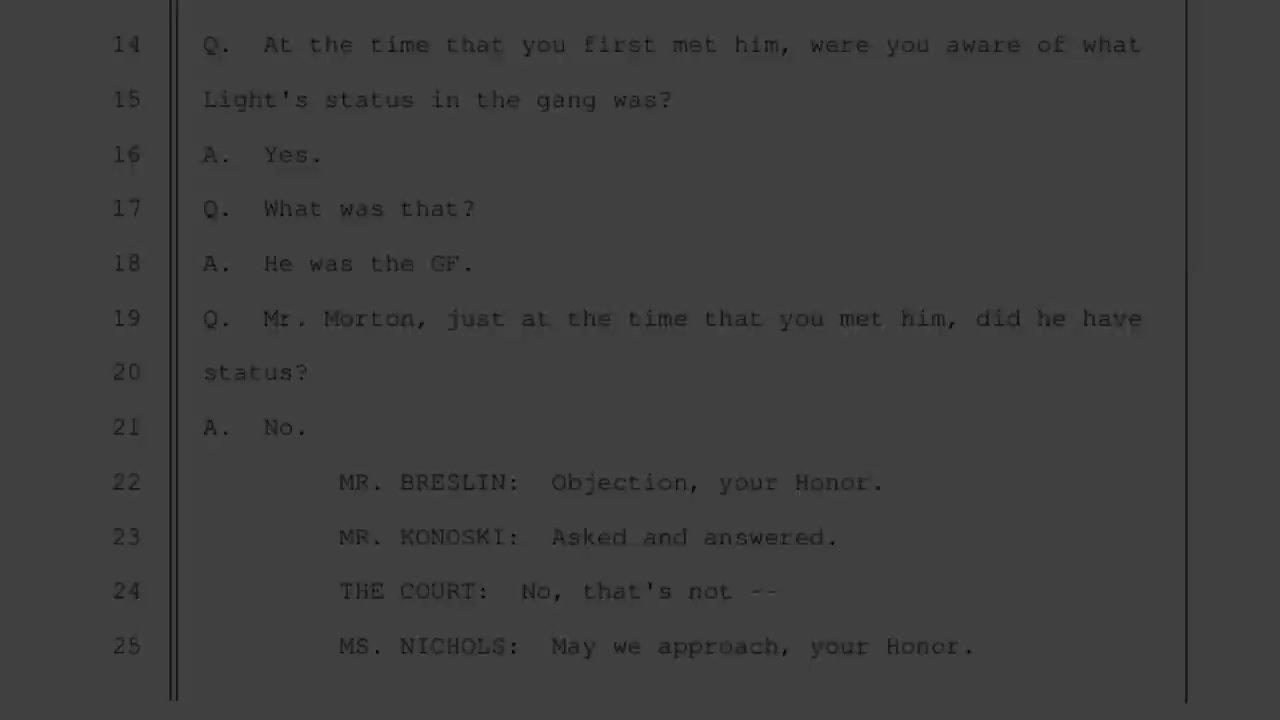 14 Q. At the time that you first met him, were you aware of what
15 Light's status in the gang was?
16 A. Yes.
17 Q. What was that?
18 A. He was the GF.
19 Q. Mr. Morton, just at the time that you met him, did he have
20 status?
21 A. No.
22 MR. BRESLIN: Objection, your Honor.
23 MR. KONOSKI: Asked and answered.
24 THE COURT: No, that's not --
25 MS. NICHOLS: May we approach, your Honor.